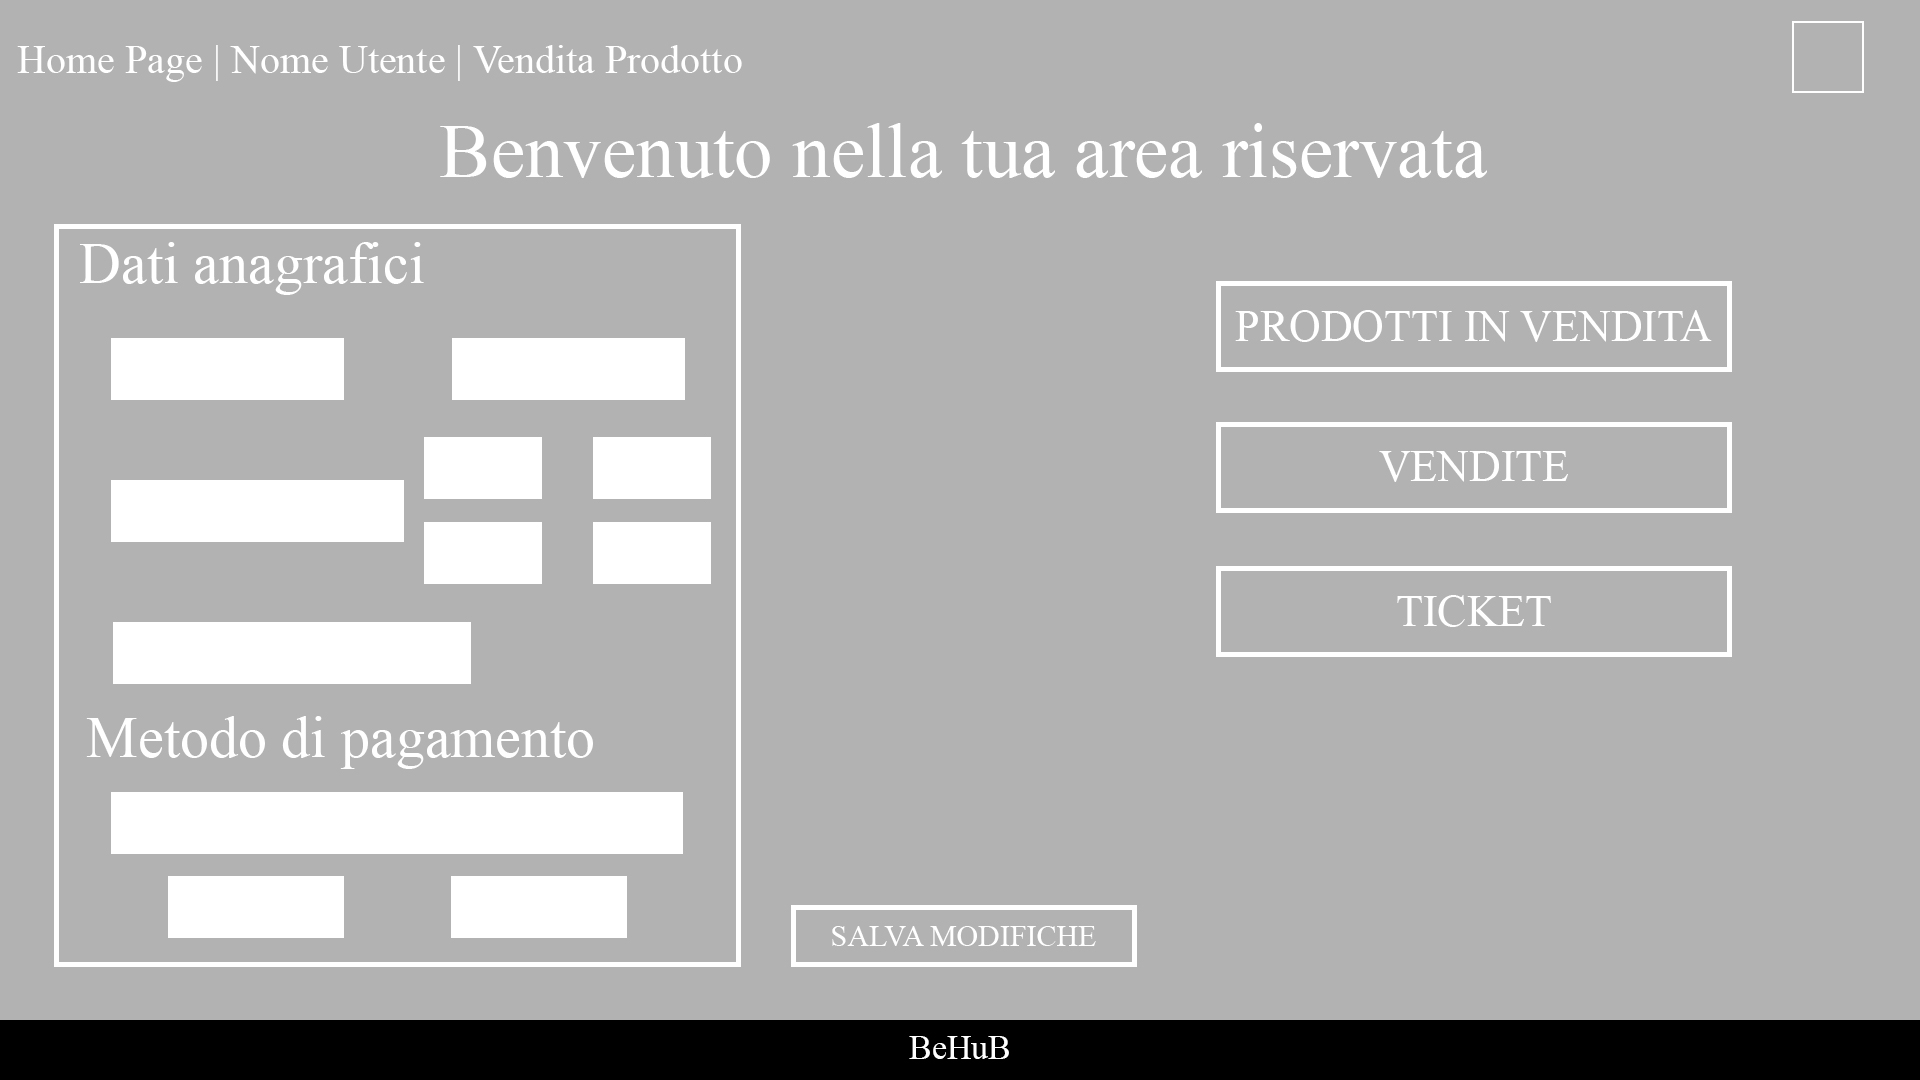 Home Page | Nome Utente | Vendita Prodotto
Benvenuto nella tua area riservata
Dati anagrafici
Metodo di pagamento
PRODOTTI IN VENDITA
VENDITE
TICKET
SALVA MODIFICHE
BeHuB